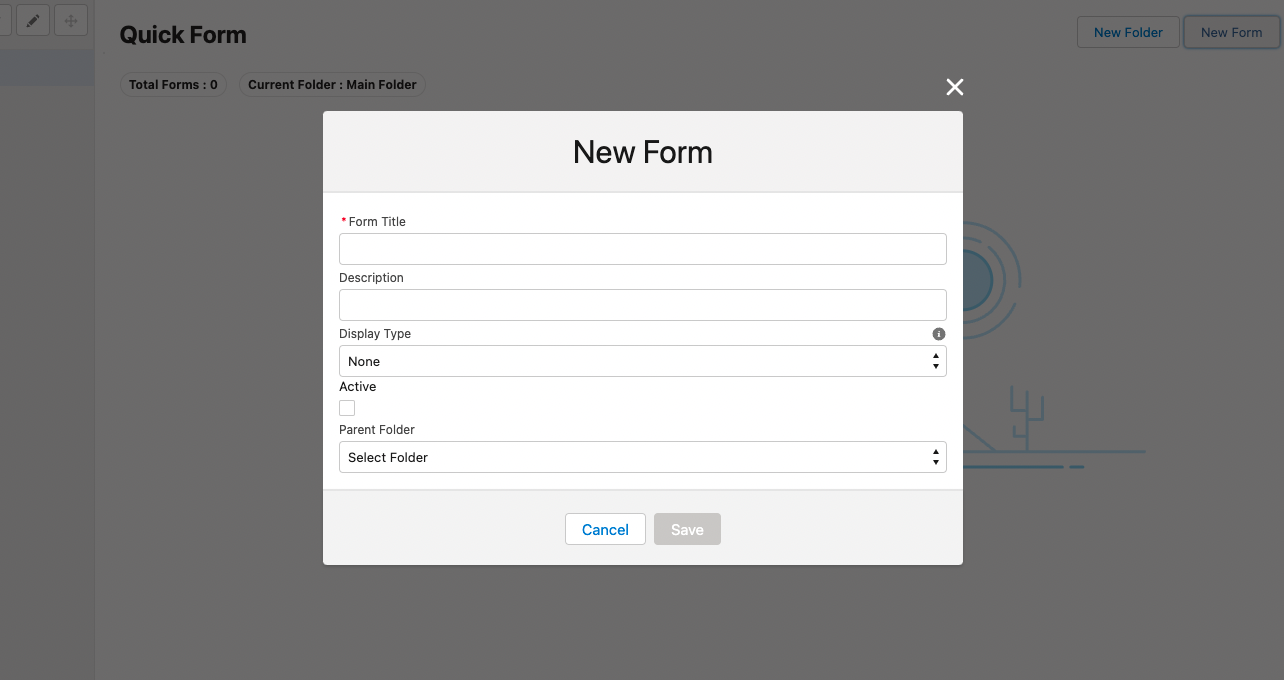 Quick Form
New Folder
New Form
Total Forms : 0
Current Folder : Main Folder
New Form
* Form Title
Description
Display Type
None
Active
Parent Folder
Select Folder
Cancel
Save